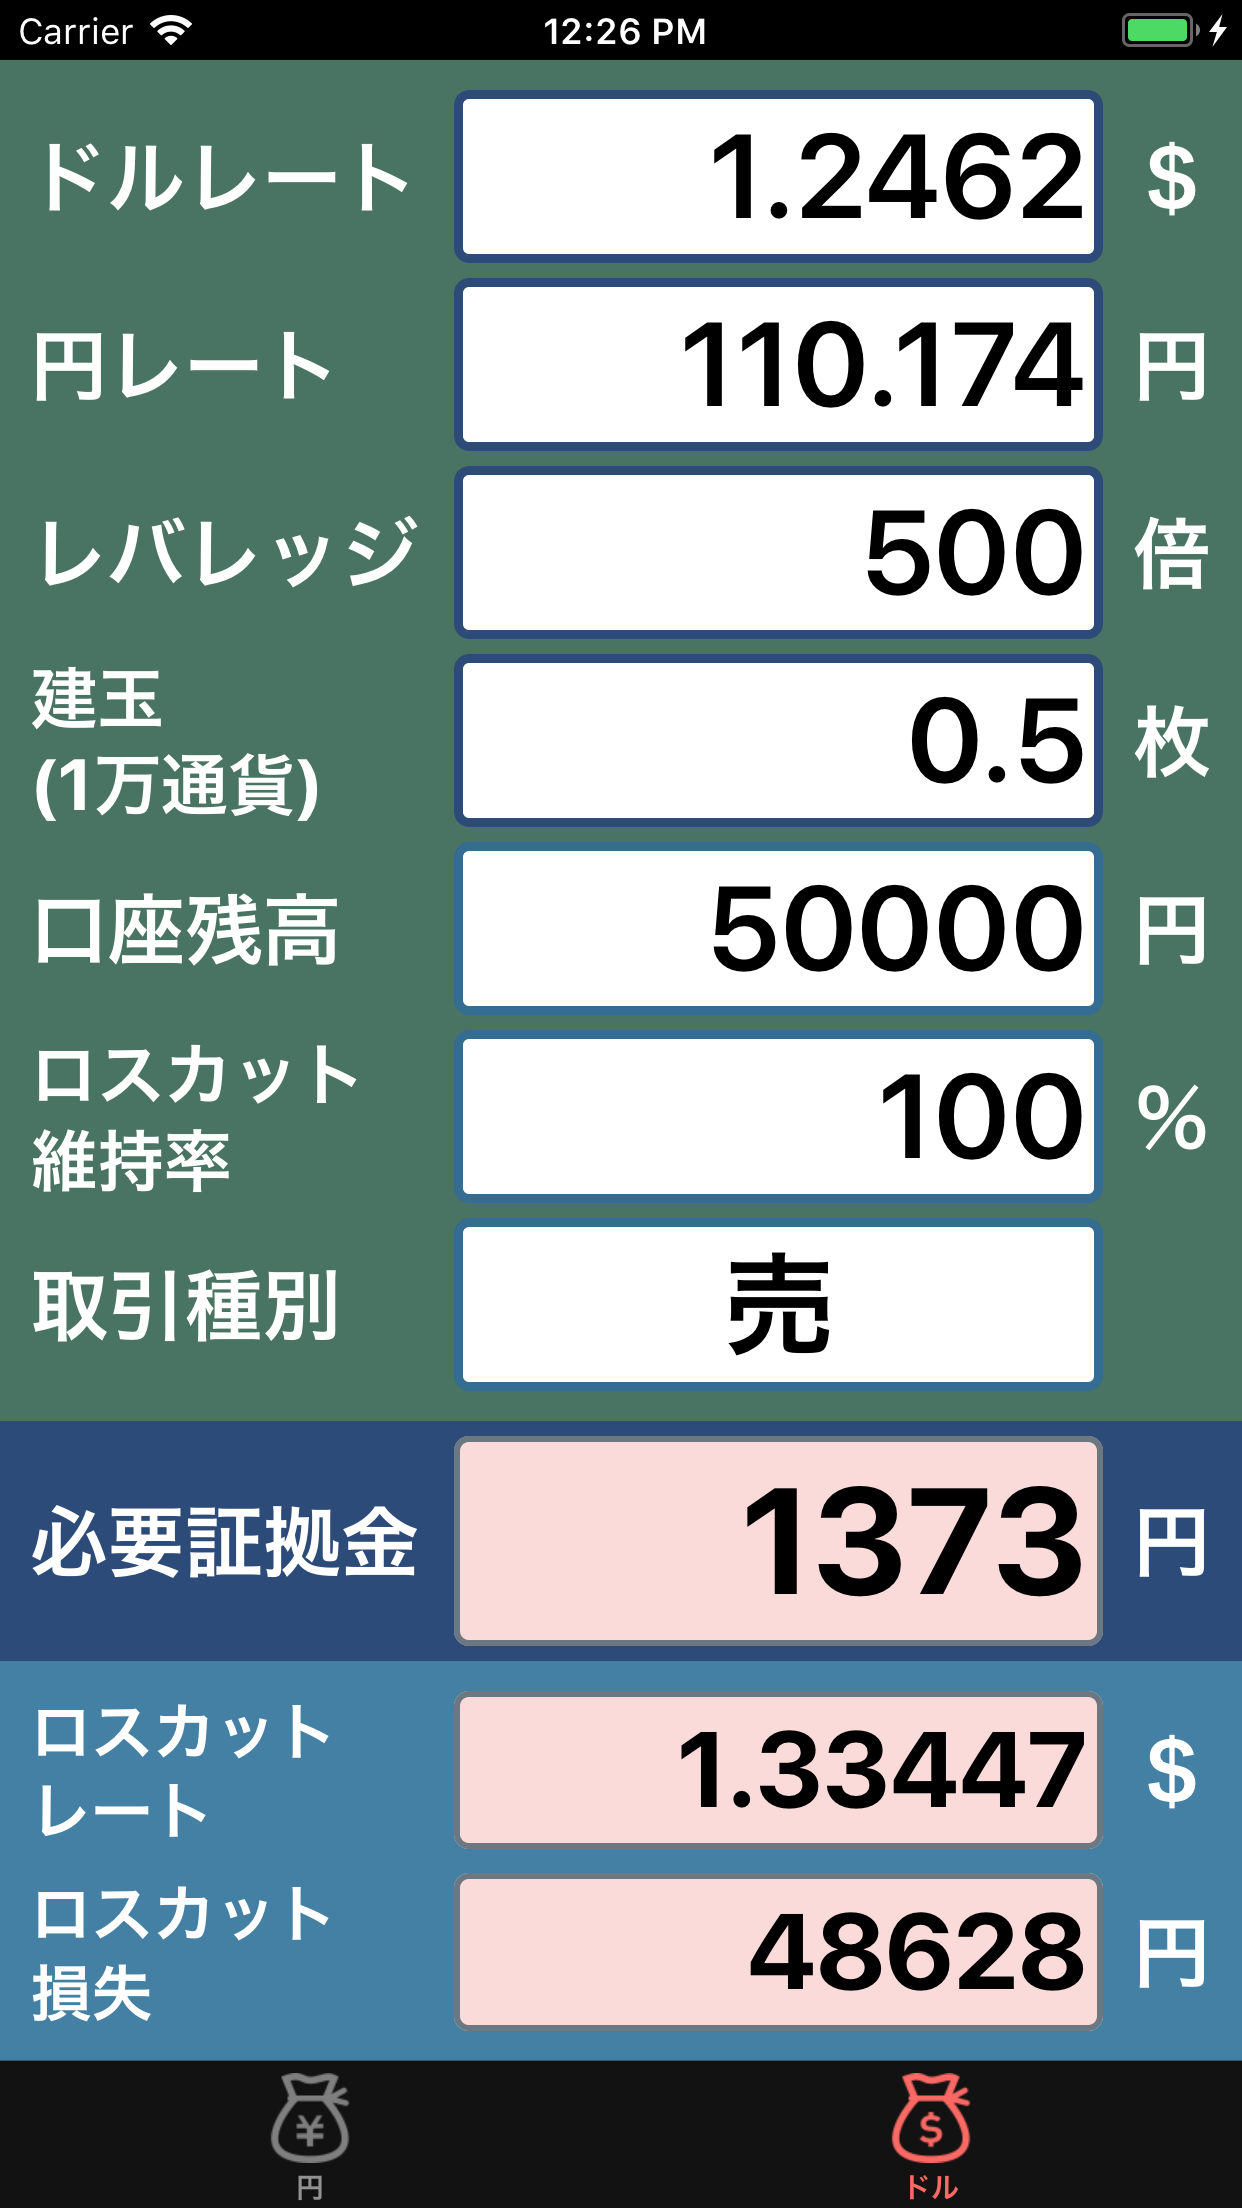 Carrier 12:26 PM
ドルレート 1.2462 $
円レート 110.174 円
レバレッジ 500 倍
建玉
(1万通貨) 0.5 枚
口座残高 50000 円
ロスカット
維持率 100 %
取引種別 売
必要証拠金 1373 円
ロスカット
レート 1.33447 $
ロスカット
損失 48628 円
¥ $
円 ドル